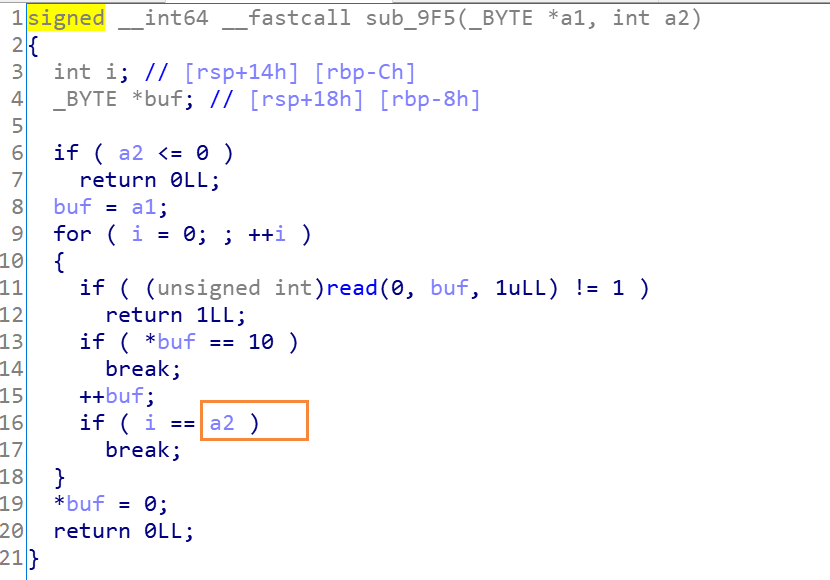 1 signed __int64 __fastcall sub_9F5(_BYTE *a1, int a2)
2 {
3   int i; // [rsp+14h] [rbp-Ch]
4   _BYTE *buf; // [rsp+18h] [rbp-8h]
5
6   if ( a2 <= 0 )
7     return 0LL;
8   buf = a1;
9   for ( i = 0; ; ++i )
10   {
11     if ( (unsigned int)read(0, buf, 1uLL) != 1 )
12       return 1LL;
13     if ( *buf == 10 )
14       break;
15     ++buf;
16     if ( i == a2 )
17       break;
18   }
19   *buf = 0;
20   return 0LL;
21 }